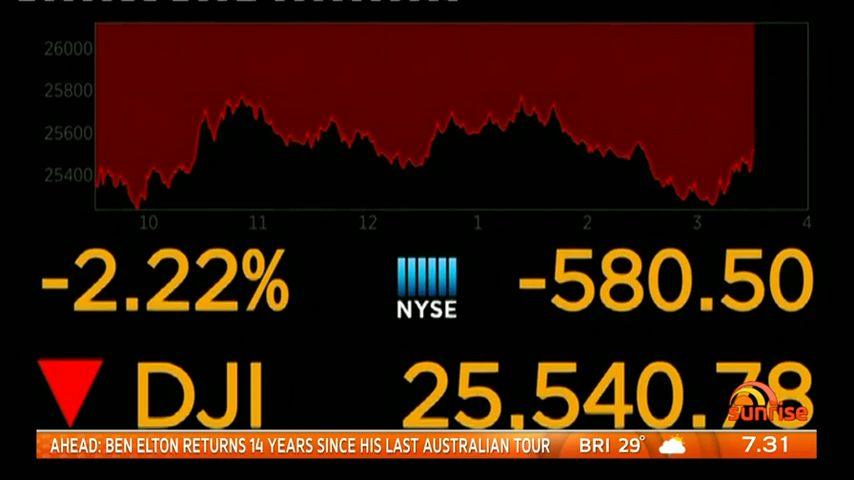 26000
25800
25600
25400
10 11 12 1 2 3 4
-2.22% NYSE -580.50
DJI 25,540.78
sunrise
AHEAD: BEN ELTON RETURNS 14 YEARS SINCE HIS LAST AUSTRALIAN TOUR BRI 29° 7.31